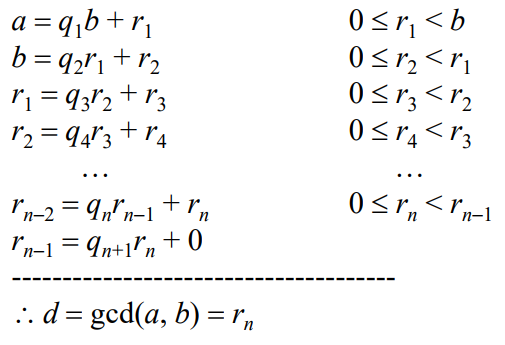 a = q₁b + r₁ 0 ≤ r₁ < b
b = q₂r₁ + r₂ 0 ≤ r₂ < r₁
r₁ = q₃r₂ + r₃ 0 ≤ r₃ < r₂
r₂ = q₄r₃ + r₄ 0 ≤ r₄ < r₃
… …
rₙ₋₂ = qₙrₙ₋₁ + rₙ 0 ≤ rₙ < rₙ₋₁
rₙ₋₁ = qₙ₊₁rₙ + 0
--------------------------------------
∴ d = gcd(a, b) = rₙ